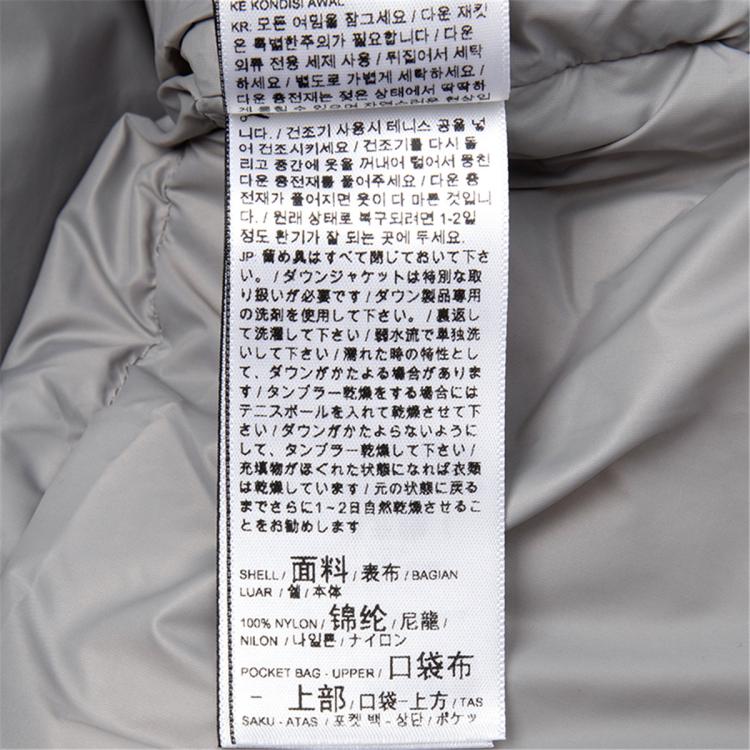 KE KONDISI AWAL
KR. 모든 여밈을 잠그세요 / 다운 재킷
은 특별한주의가 필요합니다 / 다운
의류 전용 세제 사용 / 뒤집어서 세탁
하세요 / 별도로 가볍게 세탁하세요 /
다운 충전재는 젖은 상태에서 딱딱하
게 뭉칠 수 있으며 자연스러운 현상입
니다. / 건조기 사용시 테니스 공을 넣
어 건조시키세요 / 건조기를 다시 돌
리고 중간에 옷을 꺼내어 털어서 뭉친
다운 충전재를 풀어주세요 / 다운 충
전재가 풀어지면 옷이 다 마른 것입니
다. / 원래 상태로 복구되려면 1-2일
정도 환기가 잘 되는 곳에 두세요.
JP 留め具はすべて閉じておいて下さ
い。/ ダウンジャケットは特別な取
り扱いが必要です / ダウン製品専用
の洗剤を使用して下さい。/ 裏返し
て洗濯して下さい / 弱水流で単独洗
いして下さい / 濡れた時の特性とし
て、ダウンがかたよる場合がありま
す / タンブラー乾燥をする場合には
テニスボールを入れて乾燥させて下
さい / ダウンがかたよらないように
して、タンブラー乾燥して下さい /
充填物がほぐれた状態になれば衣類
は乾燥しています / 元の状態に戻る
までさらに1~2日自然乾燥させるこ
とをお勧めします
SHELL / 面料 / 表布 / BAGIAN
LUAR / 쉘 / 本体
100% NYLON / 锦纶 / 尼龍 /
NILON / 나일론 / ナイロン
POCKET BAG - UPPER / 口袋布
- 上部 / 口袋-上方 / TAS
SAKU - ATAS / 포켓 백 - 상단 / ポケッ